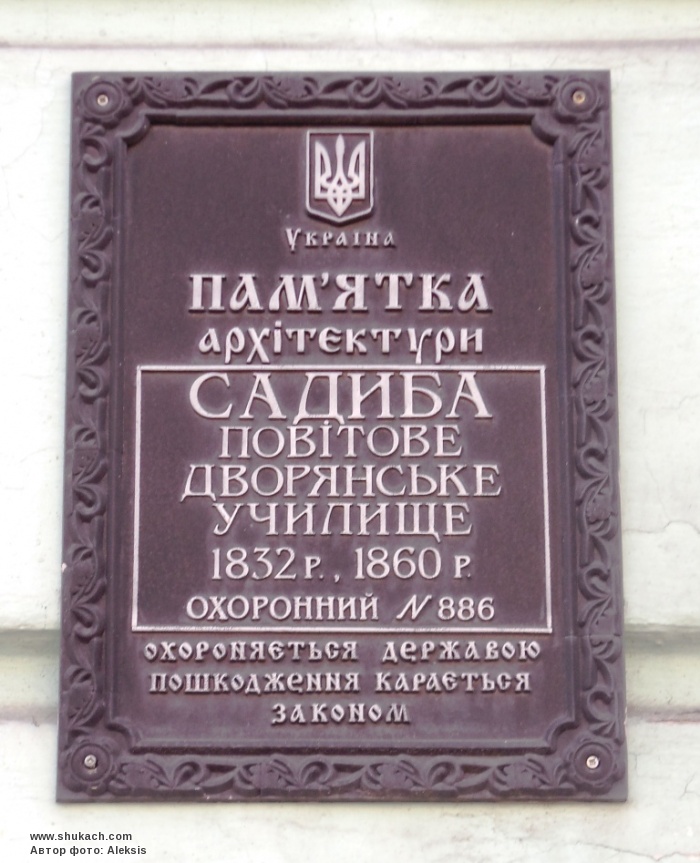 Україна
ПАМ'ЯТКА
архітектури
САДИБА
ПОВІТОВЕ
ДВОРЯНСЬКЕ
УЧИЛИЩЕ
1832 Р., 1860 Р.
ОХОРОННИЙ N 886
ОХОРОНЯЄТЬСЯ ДЕРЖАВОЮ
ПОШКОДЖЕННЯ КАРАЄТЬСЯ
ЗАКОНОМ
www.shukach.com
Автор фото: Aleksis